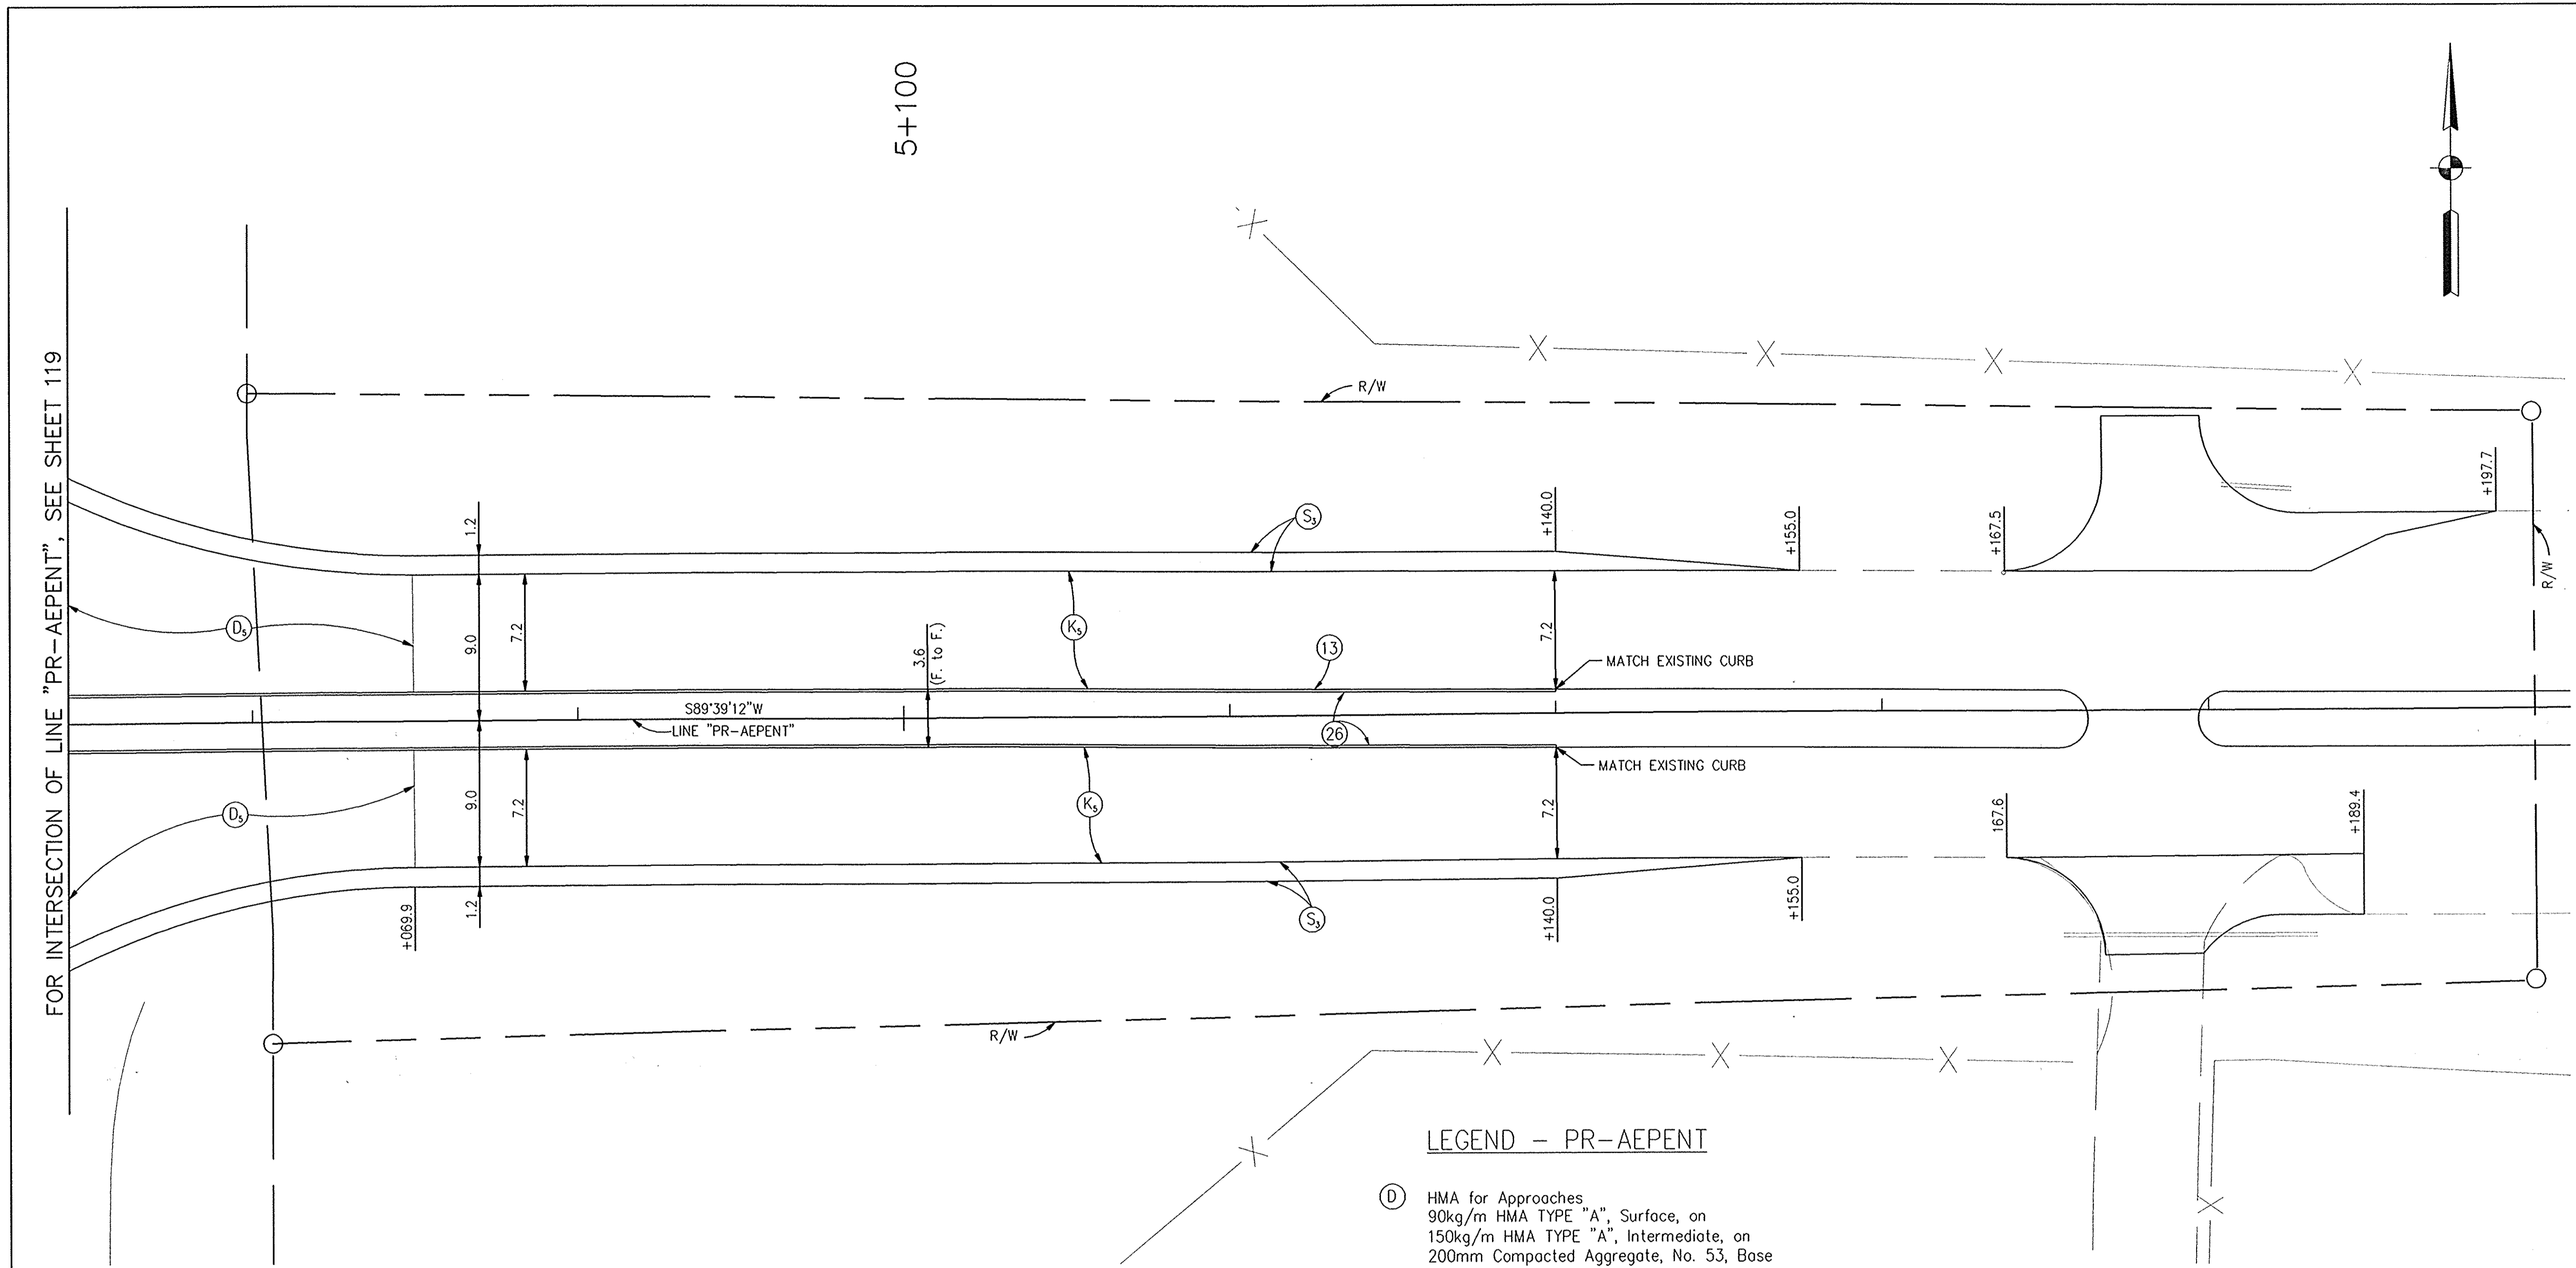 5+100
FOR INTERSECTION OF LINE "PR-AEPENT", SEE SHEET 119
R/W
+197.7
1.2
S₃
+140.0
+155.0
+167.5
R/W
D₅
9.0
7.2
3.6
(F. to F.)
K₅
13
7.2
MATCH EXISTING CURB
S89°39'12"W
LINE "PR-AEPENT"
26
MATCH EXISTING CURB
D₅
9.0
7.2
K₅
7.2
167.6
+189.4
+069.9
1.2
S₃
+140.0
+155.0
R/W
LEGEND - PR-AEPENT
D HMA for Approaches
90kg/m HMA TYPE "A", Surface, on
150kg/m HMA TYPE "A", Intermediate, on
200mm Compacted Aggregate, No. 53, Base